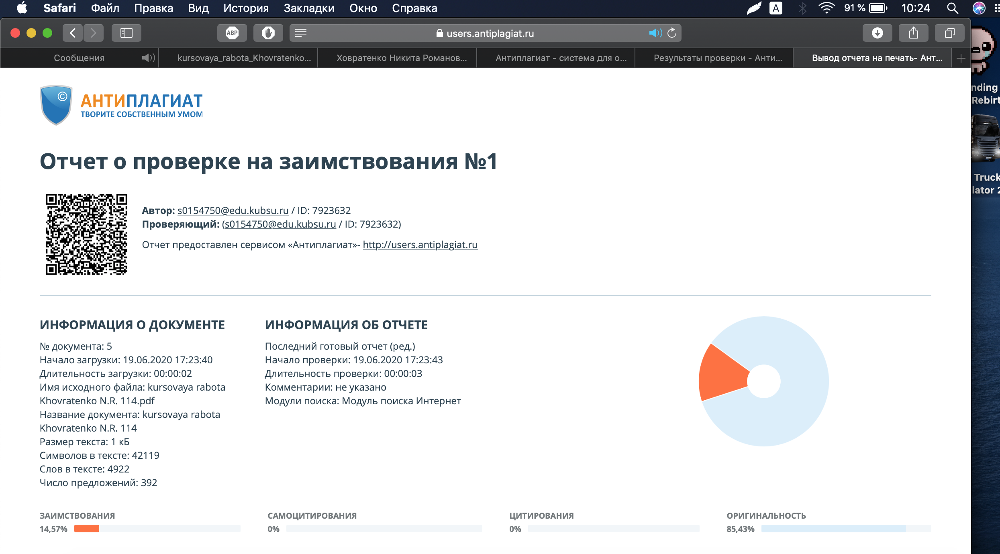 Safari Файл Правка Вид История Закладки Окно Справка A 91 % 10:24
ABP users.antiplagiat.ru
Сообщения kursovaya_rabota_Khovratenko... Ховратенко Никита Романов... Антиплагиат - система для о... Результаты проверки - Анти... Вывод отчета на печать- Ант...
nding
Rebirt
Truck
lator 2
©
АНТИПЛАГИАТ
ТВОРИТЕ СОБСТВЕННЫМ УМОМ
Отчет о проверке на заимствования №1
Автор: s0154750@edu.kubsu.ru / ID: 7923632
Проверяющий: (s0154750@edu.kubsu.ru / ID: 7923632)
Отчет предоставлен сервисом «Антиплагиат»- http://users.antiplagiat.ru
ИНФОРМАЦИЯ О ДОКУМЕНТЕ
№ документа: 5
Начало загрузки: 19.06.2020 17:23:40
Длительность загрузки: 00:00:02
Имя исходного файла: kursovaya rabota
Khovratenko N.R. 114.pdf
Название документа: kursovaya rabota
Khovratenko N.R. 114
Размер текста: 1 кБ
Cимволов в тексте: 42119
Слов в тексте: 4922
Число предложений: 392
ИНФОРМАЦИЯ ОБ ОТЧЕТЕ
Последний готовый отчет (ред.)
Начало проверки: 19.06.2020 17:23:43
Длительность проверки: 00:00:03
Комментарии: не указано
Модули поиска: Модуль поиска Интернет
ЗАИМСТВОВАНИЯ
14,57%
САМОЦИТИРОВАНИЯ
0%
ЦИТИРОВАНИЯ
0%
ОРИГИНАЛЬНОСТЬ
85,43%